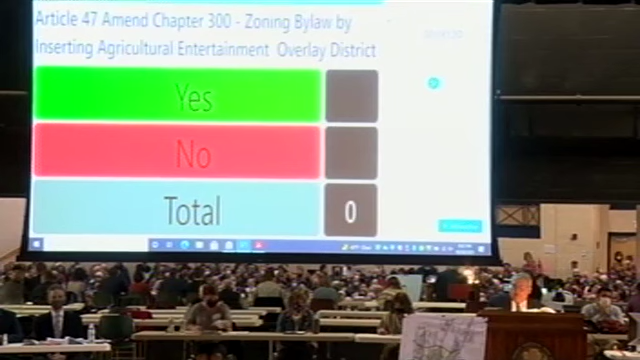 Article 47 Amend Chapter 300 - Zoning Bylaw by
Inserting Agricultural Entertainment Overlay District
Yes
No
Total 0